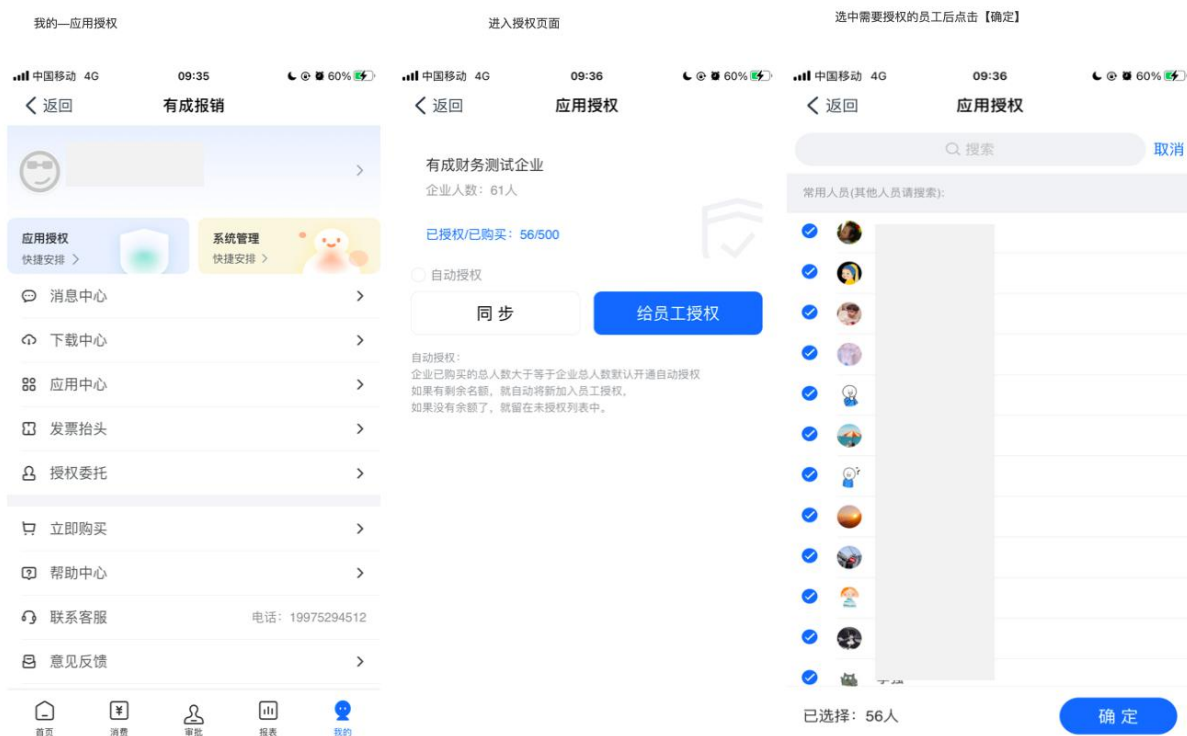 我的—应用授权
进入授权页面
选中需要授权的员工后点击【确定】
中国移动 4G
09:35
60%
返回
有成报销
应用授权
快捷安排
系统管理
快捷安排
消息中心
下载中心
应用中心
发票抬头
授权委托
立即购买
帮助中心
联系客服
电话：19975294512
意见反馈
首页
消费
审批
报表
我的
中国移动 4G
09:36
60%
返回
应用授权
有成财务测试企业
企业人数：61人
已授权/已购买：56/500
自动授权
同步
给员工授权
自动授权：
企业已购买的总人数大于等于企业总人数默认开通自动授权
如果有剩余名额，就自动将新加入员工授权，
如果没有余额了，就留在未授权列表中。
中国移动 4G
09:36
60%
返回
应用授权
搜索
取消
常用人员(其他人员请搜索):
已选择：56人
确定